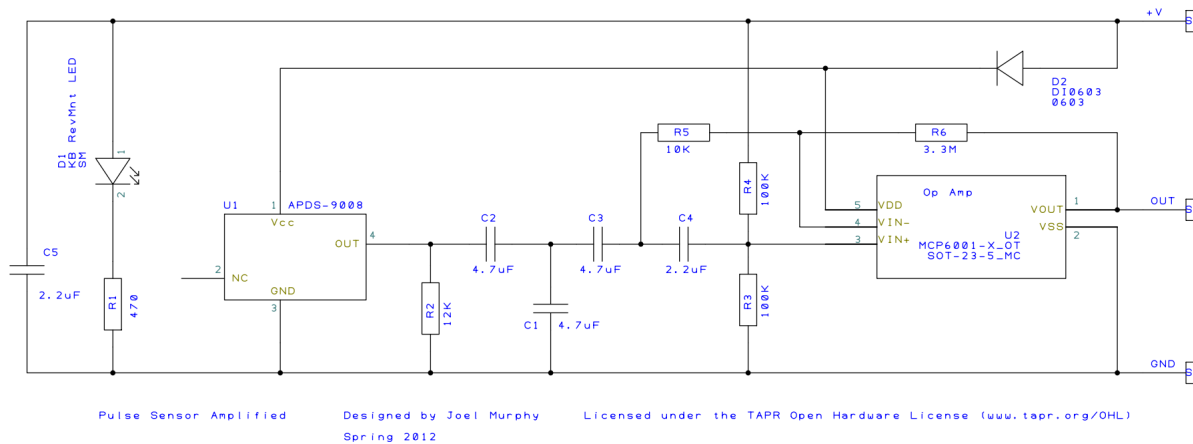 +V
S
D2
DI0603
0603
D1
KB RevMnt LED
SM
1
2
R5
10K
R6
3.3M
R4
100K
Op Amp
U1
APDS-9008
1
Vcc
OUT
4
2
NC
GND
3
C2
4.7uF
C3
4.7uF
C4
2.2uF
5
VDD
4
VIN-
3
VIN+
VOUT
1
VSS
2
U2
MCP6001-X_OT
SOT-23-5_MC
OUT
S
C5
2.2uF
R1
470
R2
12K
C1
4.7uF
R3
100K
GND
S
Pulse Sensor Amplified
Designed by Joel Murphy
Licensed under the TAPR Open Hardware License (www.tapr.org/OHL)
Spring 2012